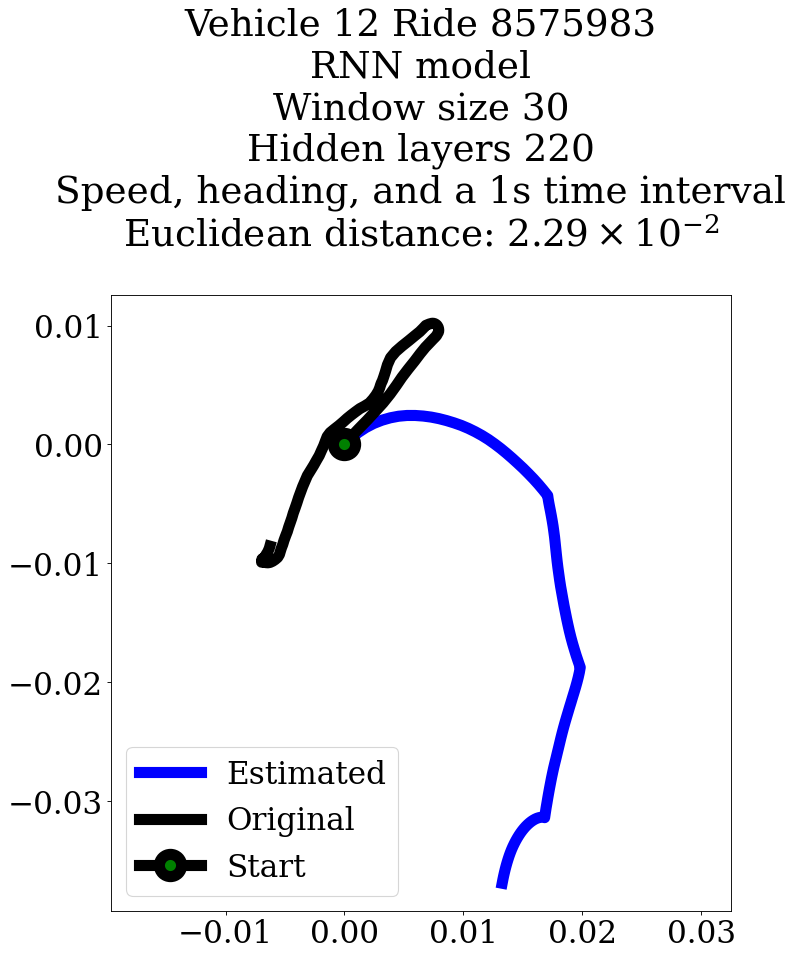 Vehicle 12 Ride 8575983
RNN model
Window size 30
Hidden layers 220
Speed, heading, and a 1s time interval
Euclidean distance: 2.29 × 10⁻²
0.01
0.00
−0.01
−0.02
−0.03
Estimated
Original
Start
−0.01 0.00 0.01 0.02 0.03